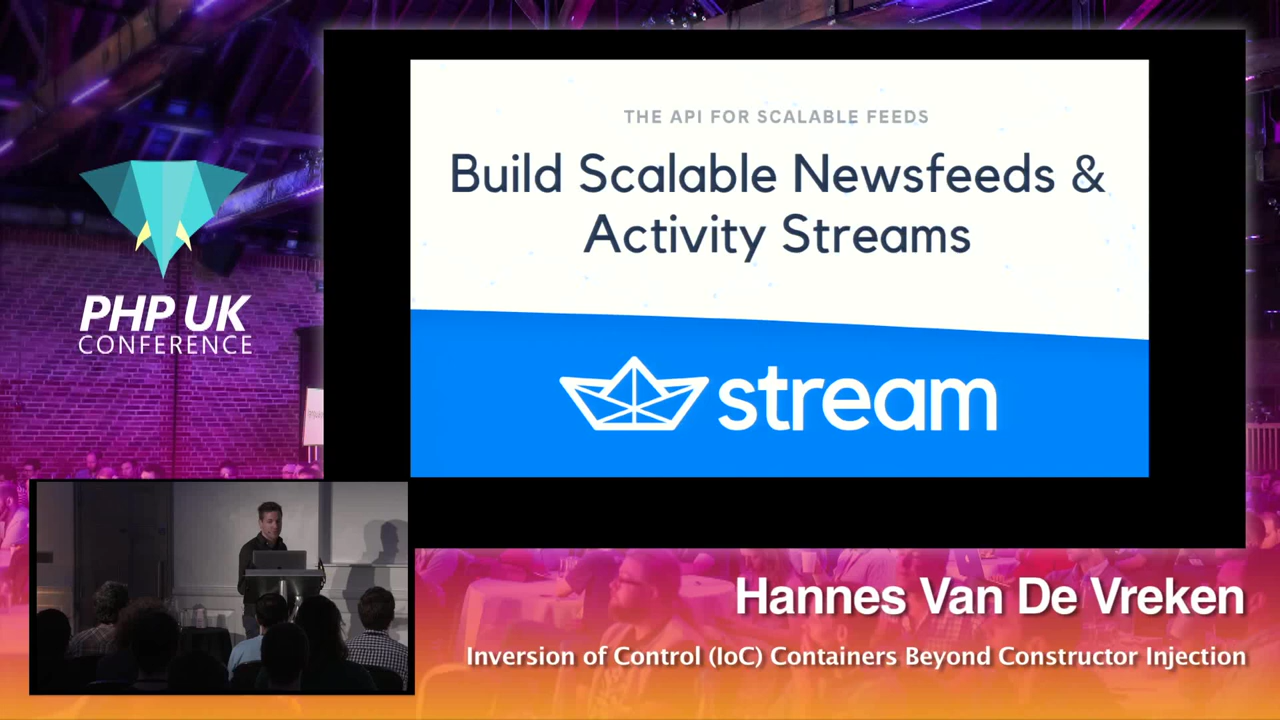 THE API FOR SCALABLE FEEDS
Build Scalable Newsfeeds &
Activity Streams
stream
PHP UK
CONFERENCE
Hannes Van De Vreken
Inversion of Control (IoC) Containers Beyond Constructor Injection